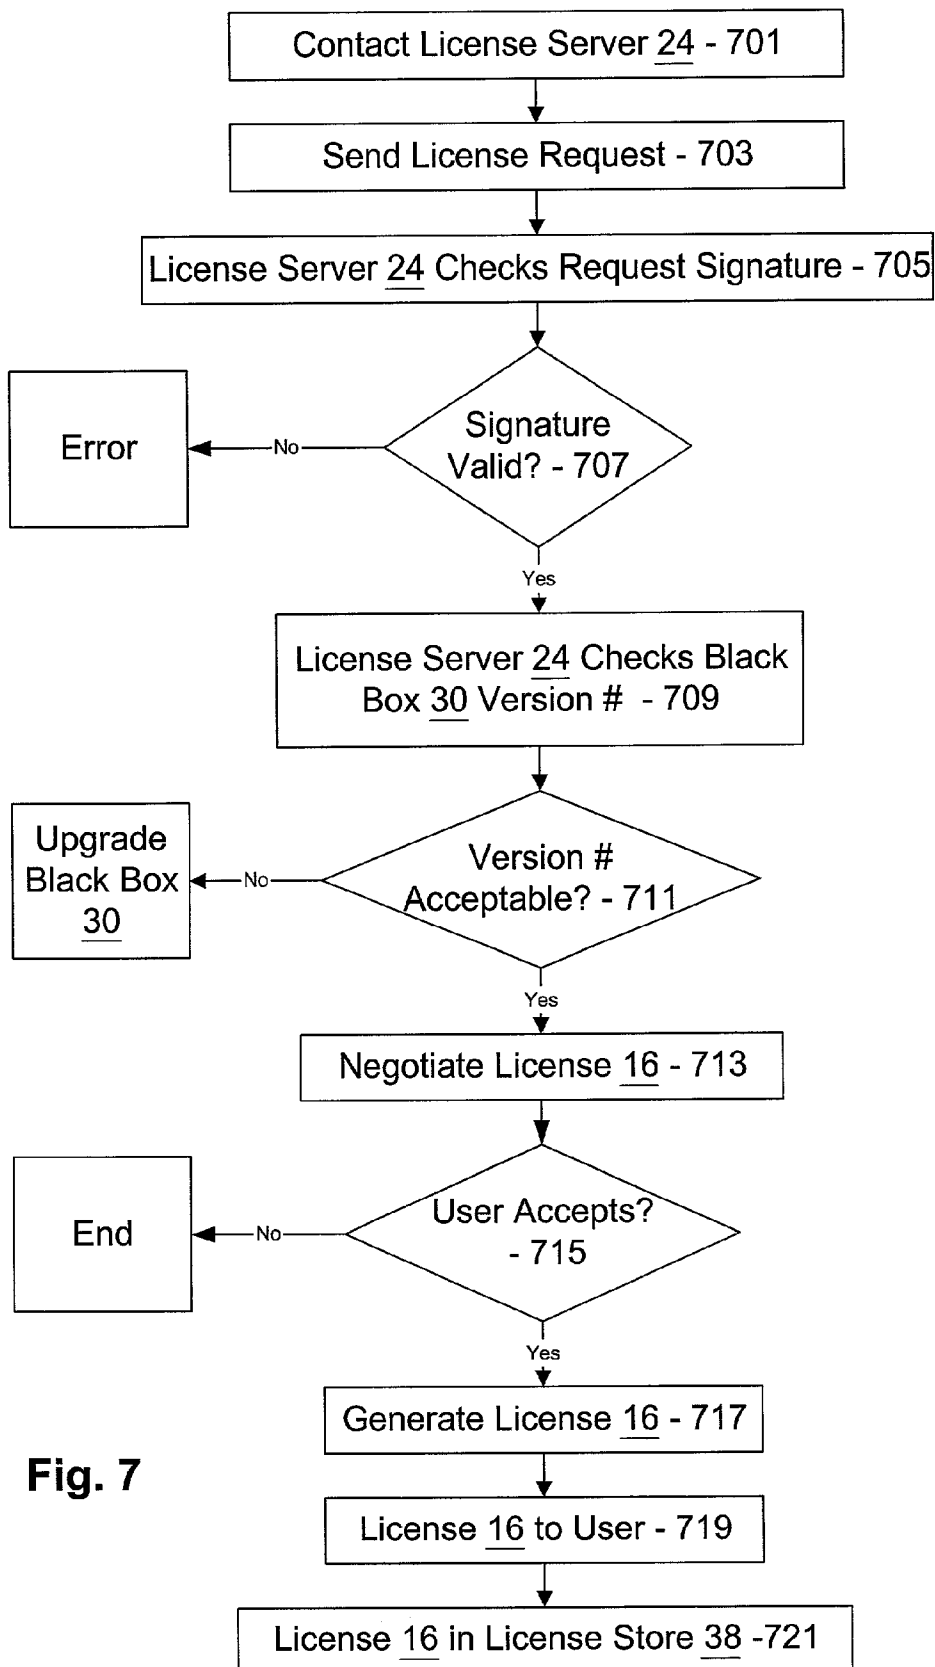 Contact License Server 24 - 701
Send License Request - 703
License Server 24 Checks Request Signature - 705
Signature
Valid? - 707
No
Error
Yes
License Server 24 Checks Black
Box 30 Version # - 709
Version #
Acceptable? - 711
No
Upgrade
Black Box
30
Yes
Negotiate License 16 - 713
User Accepts?
- 715
No
End
Yes
Generate License 16 - 717
License 16 to User - 719
License 16 in License Store 38 -721
Fig. 7